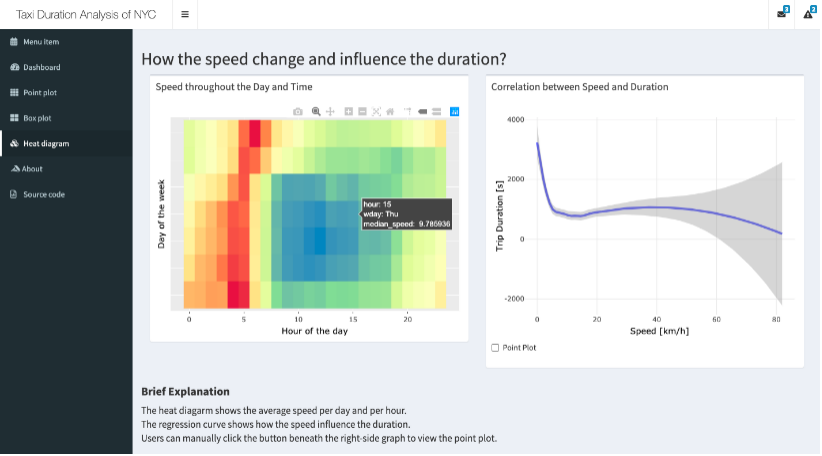 Taxi Duration Analysis of NYC
3
2
Menu item
Dashboard
Point plot
Box plot
Heat diagram
About
Source code
How the speed change and influence the duration?
Speed throughout the Day and Time
Day of the week
hour: 15
wday: Thu
median_speed: 9.785936
0 5 10 15 20
Hour of the day
Correlation between Speed and Duration
Trip Duration [s]
4000
2000
0
-2000
0 20 40 60 80
Speed [km/h]
Point Plot
Brief Explanation
The heat diagarm shows the average speed per day and per hour.
The regression curve shows how the speed influence the duration.
Users can manually click the button beneath the right-side graph to view the point plot.